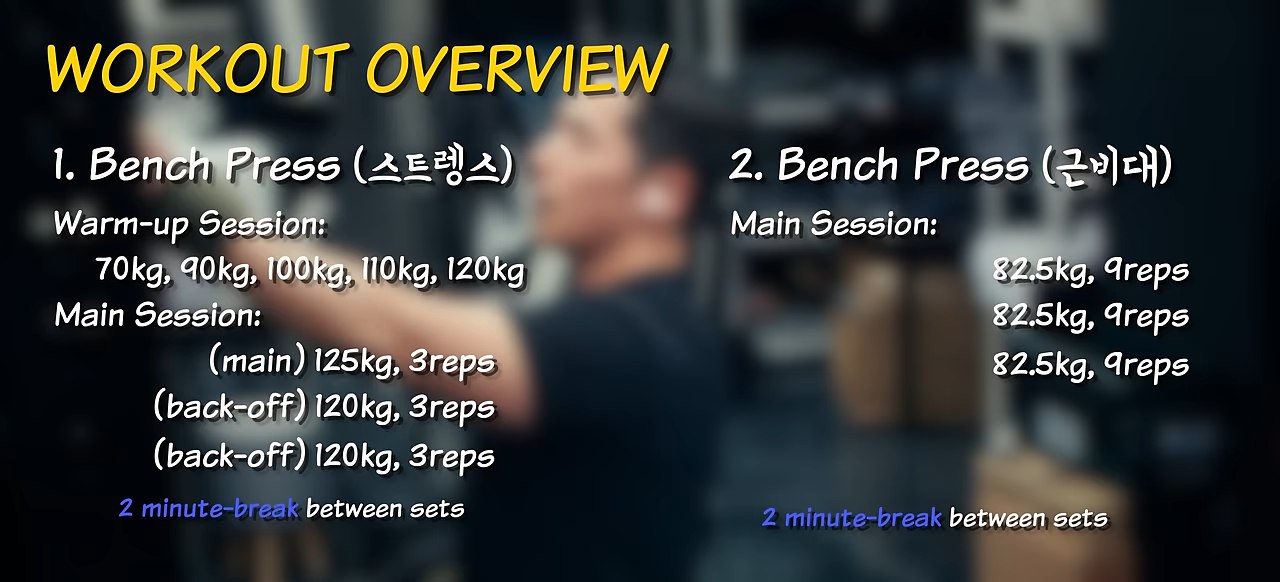 WORKOUT OVERVIEW
1. Bench Press (스트렝스)
Warm-up Session:
70kg, 90kg, 100kg, 110kg, 120kg
Main Session:
(main) 125kg, 3reps
(back-off) 120kg, 3reps
(back-off) 120kg, 3reps
2 minute-break between sets
2. Bench Press (근비대)
Main Session:
82.5kg, 9reps
82.5kg, 9reps
82.5kg, 9reps
2 minute-break between sets